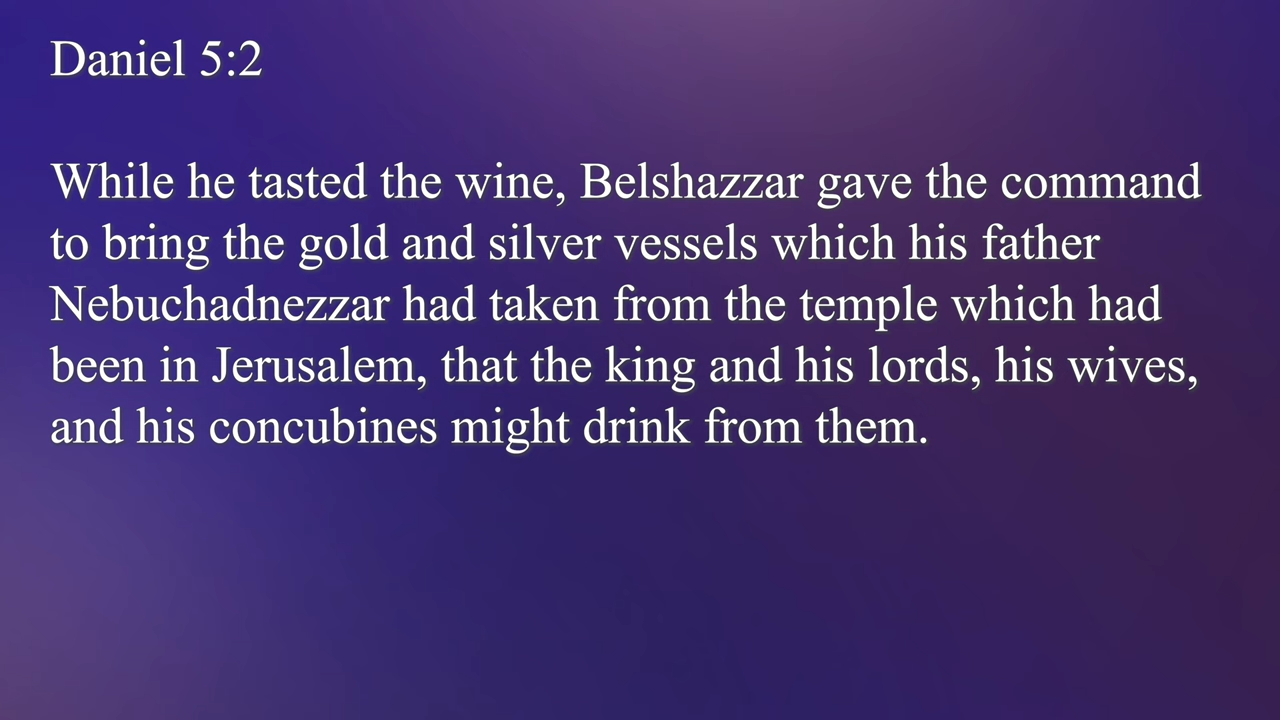 Daniel 5:2
While he tasted the wine, Belshazzar gave the command
to bring the gold and silver vessels which his father
Nebuchadnezzar had taken from the temple which had
been in Jerusalem, that the king and his lords, his wives,
and his concubines might drink from them.